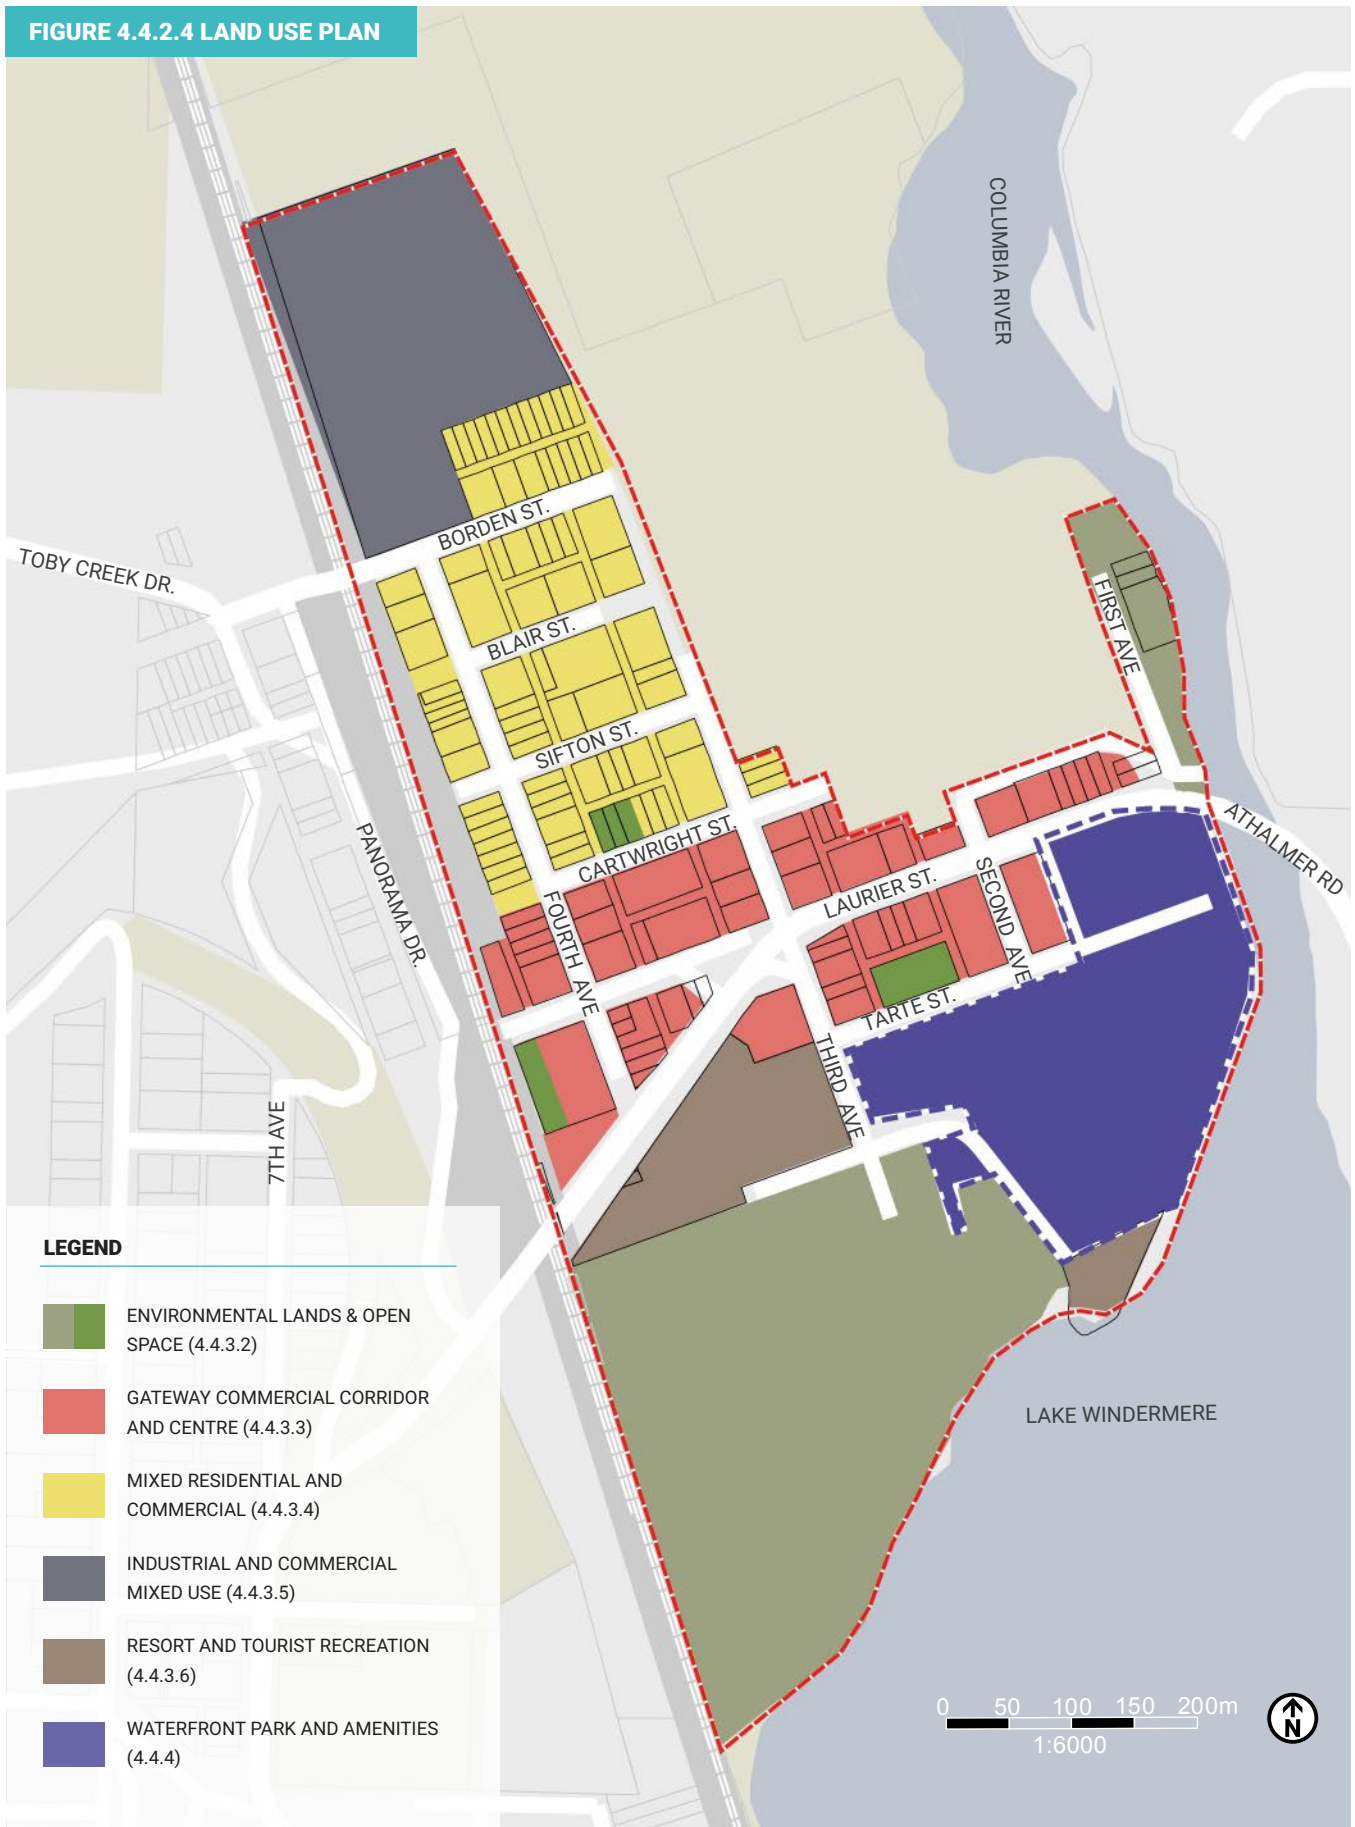 FIGURE 4.4.2.4 LAND USE PLAN
COLUMBIA RIVER
BORDEN ST.
TOBY CREEK DR.
BLAIR ST.
FIRST AVE
SIFTON ST.
PANORAMA DR.
CARTWRIGHT ST.
ATHALMER RD
LAURIER ST.
SECOND AVE
FOURTH AVE
TARTE ST.
THIRD AVE
7TH AVE
LEGEND
ENVIRONMENTAL LANDS & OPEN
SPACE (4.4.3.2)
GATEWAY COMMERCIAL CORRIDOR
AND CENTRE (4.4.3.3)
MIXED RESIDENTIAL AND
COMMERCIAL (4.4.3.4)
INDUSTRIAL AND COMMERCIAL
MIXED USE (4.4.3.5)
RESORT AND TOURIST RECREATION
(4.4.3.6)
WATERFRONT PARK AND AMENITIES
(4.4.4)
LAKE WINDERMERE
0 50 100 150 200m
1:6000
N